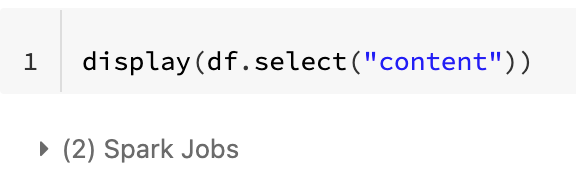 1 display(df.select("content"))
(2) Spark Jobs